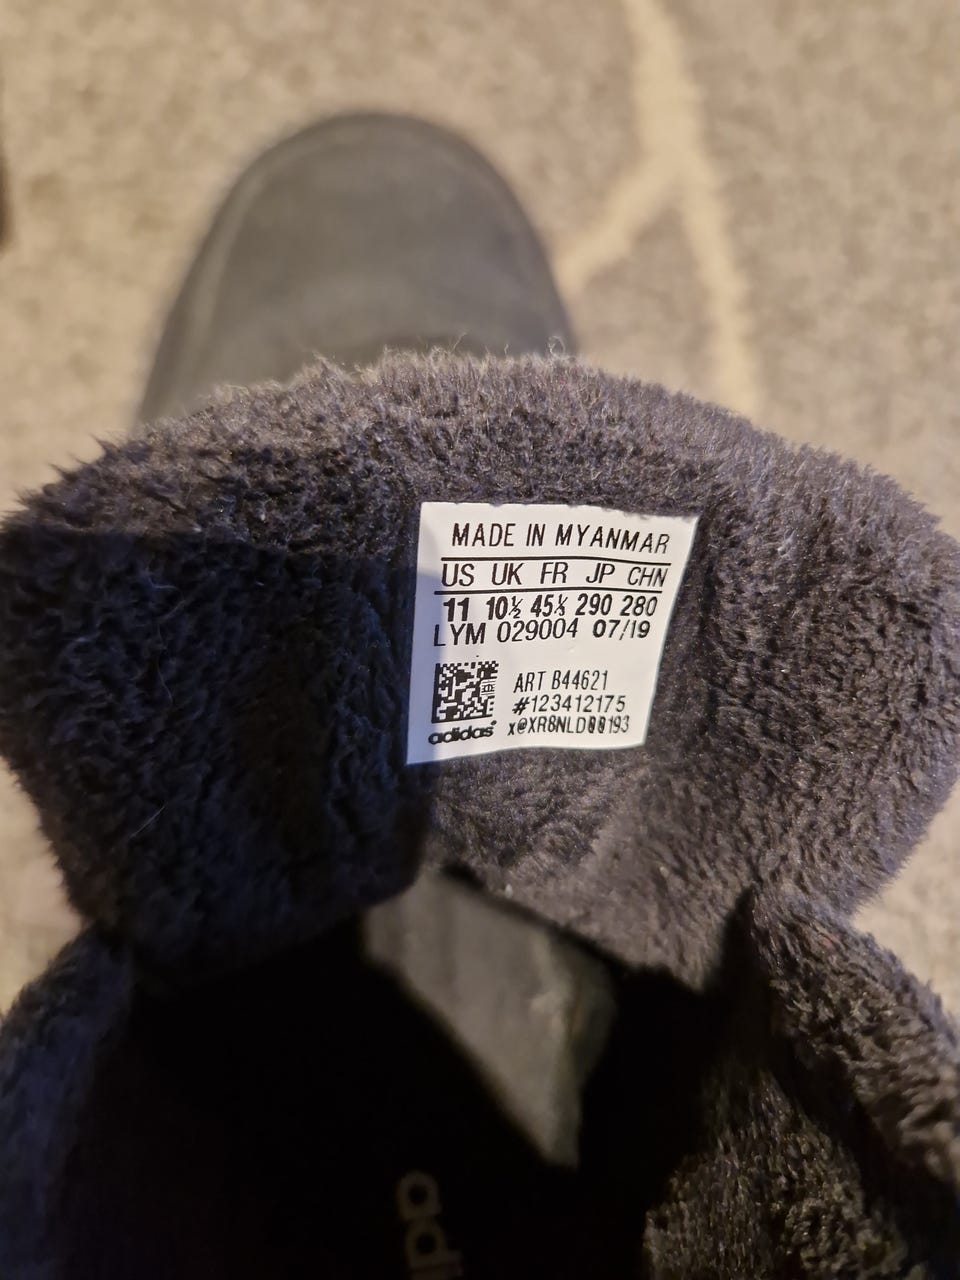 MADE IN MYANMAR
US UK FR JP CHN
11 10½ 45⅓ 290 280
LYM 029004 07/19
ART B44621
#123412175
adidas